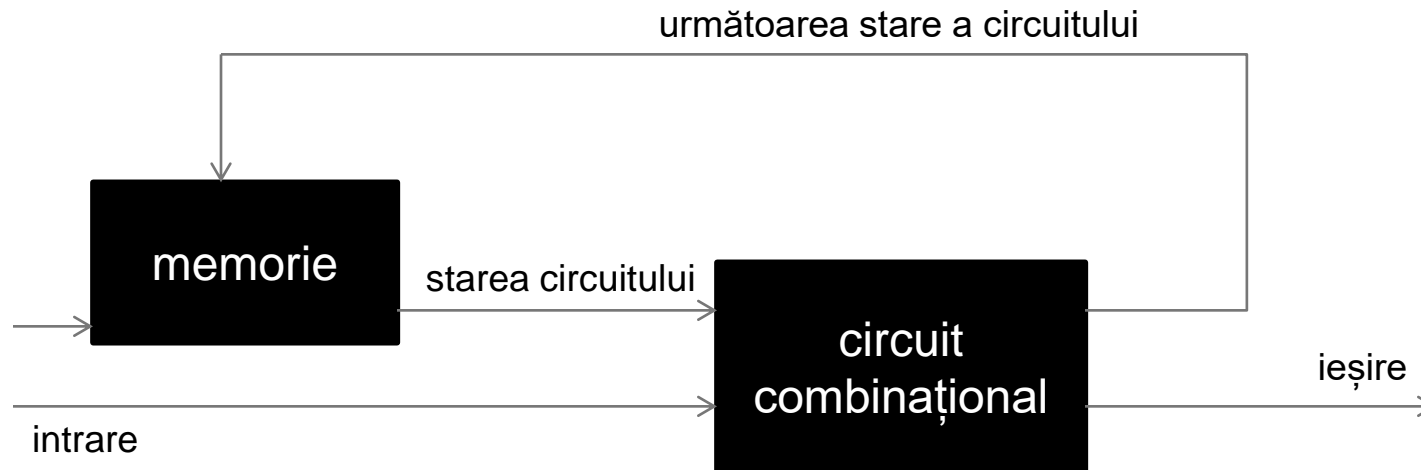 următoarea stare a circuitului
memorie
starea circuitului
circuit
combinațional
ieșire
intrare